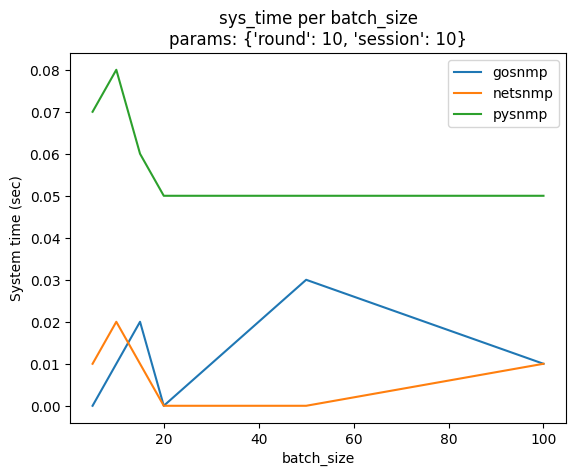 sys_time per batch_size
params: {'round': 10, 'session': 10}
gosnmp
netsnmp
pysnmp
System time (sec)
0.08
0.07
0.06
0.05
0.04
0.03
0.02
0.01
0.00
20 40 60 80 100
batch_size